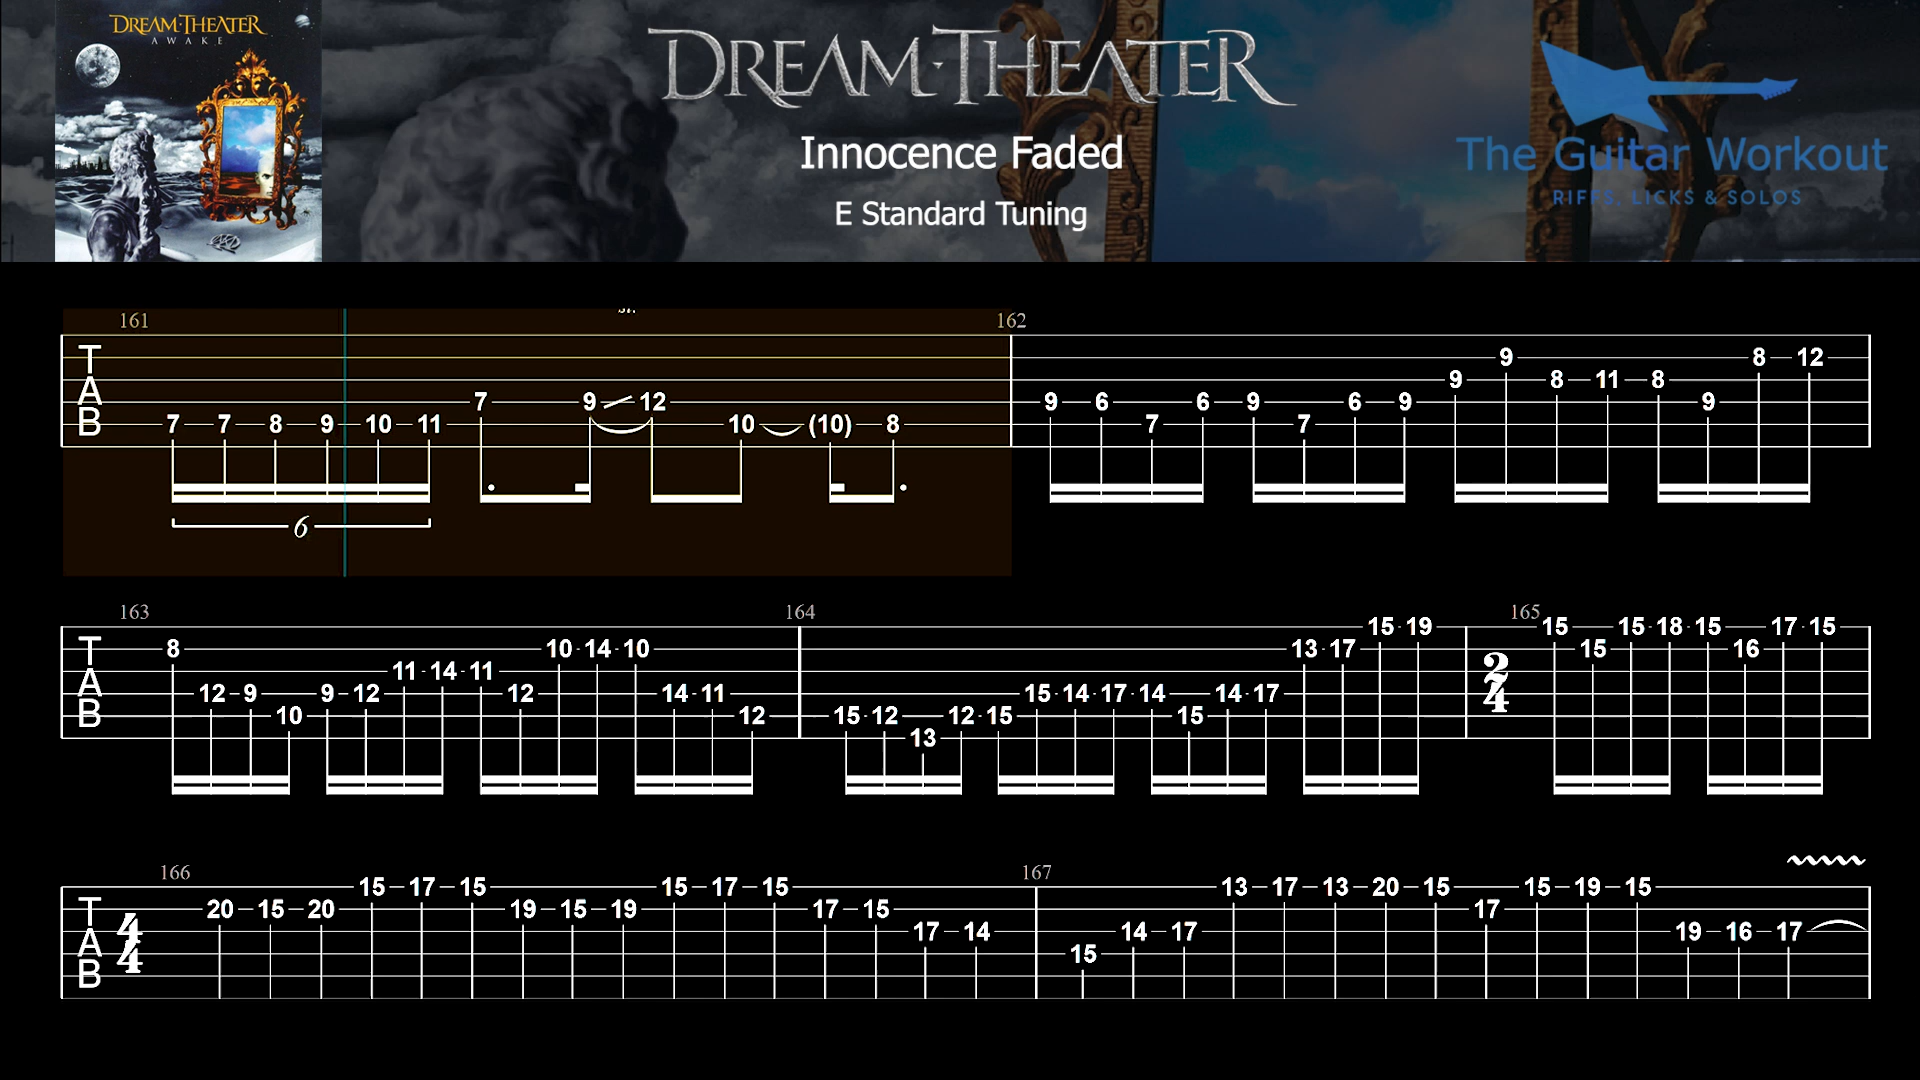 DREAM·THEATER
AWAKE
DREAM·THEATER
Innocence Faded
E Standard Tuning
The Guitar Workout
RIFFS, LICKS & SOLOS
161 162
TAB
7 7 8 9 10 11 7 9 12 10 (10) 8 9 6 7 6 9 7 6 9 9 9 8 11 8 9 8 12
6
163 164 165
TAB
8 12 9 10 9 12 11 14 11 12 10 14 10 14 11 12 15 12 13 12 15 15 14 17 14 15 14 17 13 17 15 19 2/4 15 15 15 18 15 16 17 15
166 167
TAB
4/4 20 15 20 15 17 15 19 15 19 15 17 15 17 15 17 14 15 14 17 13 17 13 20 15 17 15 19 15 19 16 17